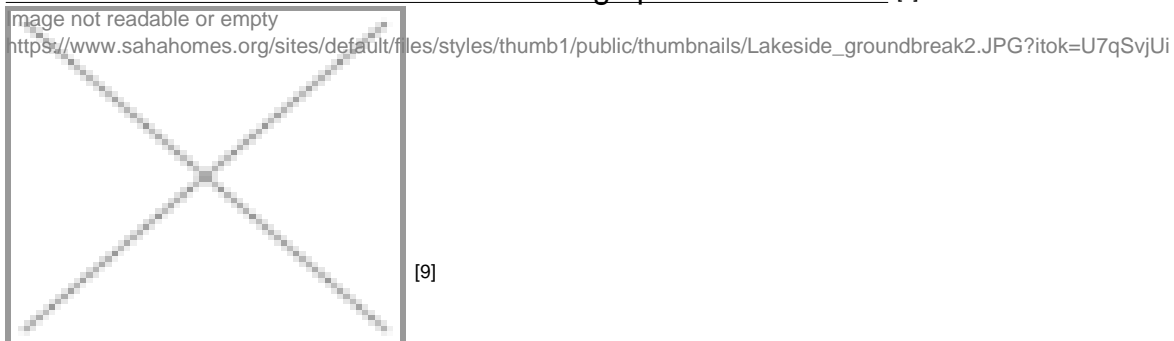 Image not readable or empty
https://www.sahahomes.org/sites/default/files/styles/thumb1/public/thumbnails/Lakeside_groundbreak2.JPG?itok=U7qSvjUi
[9]